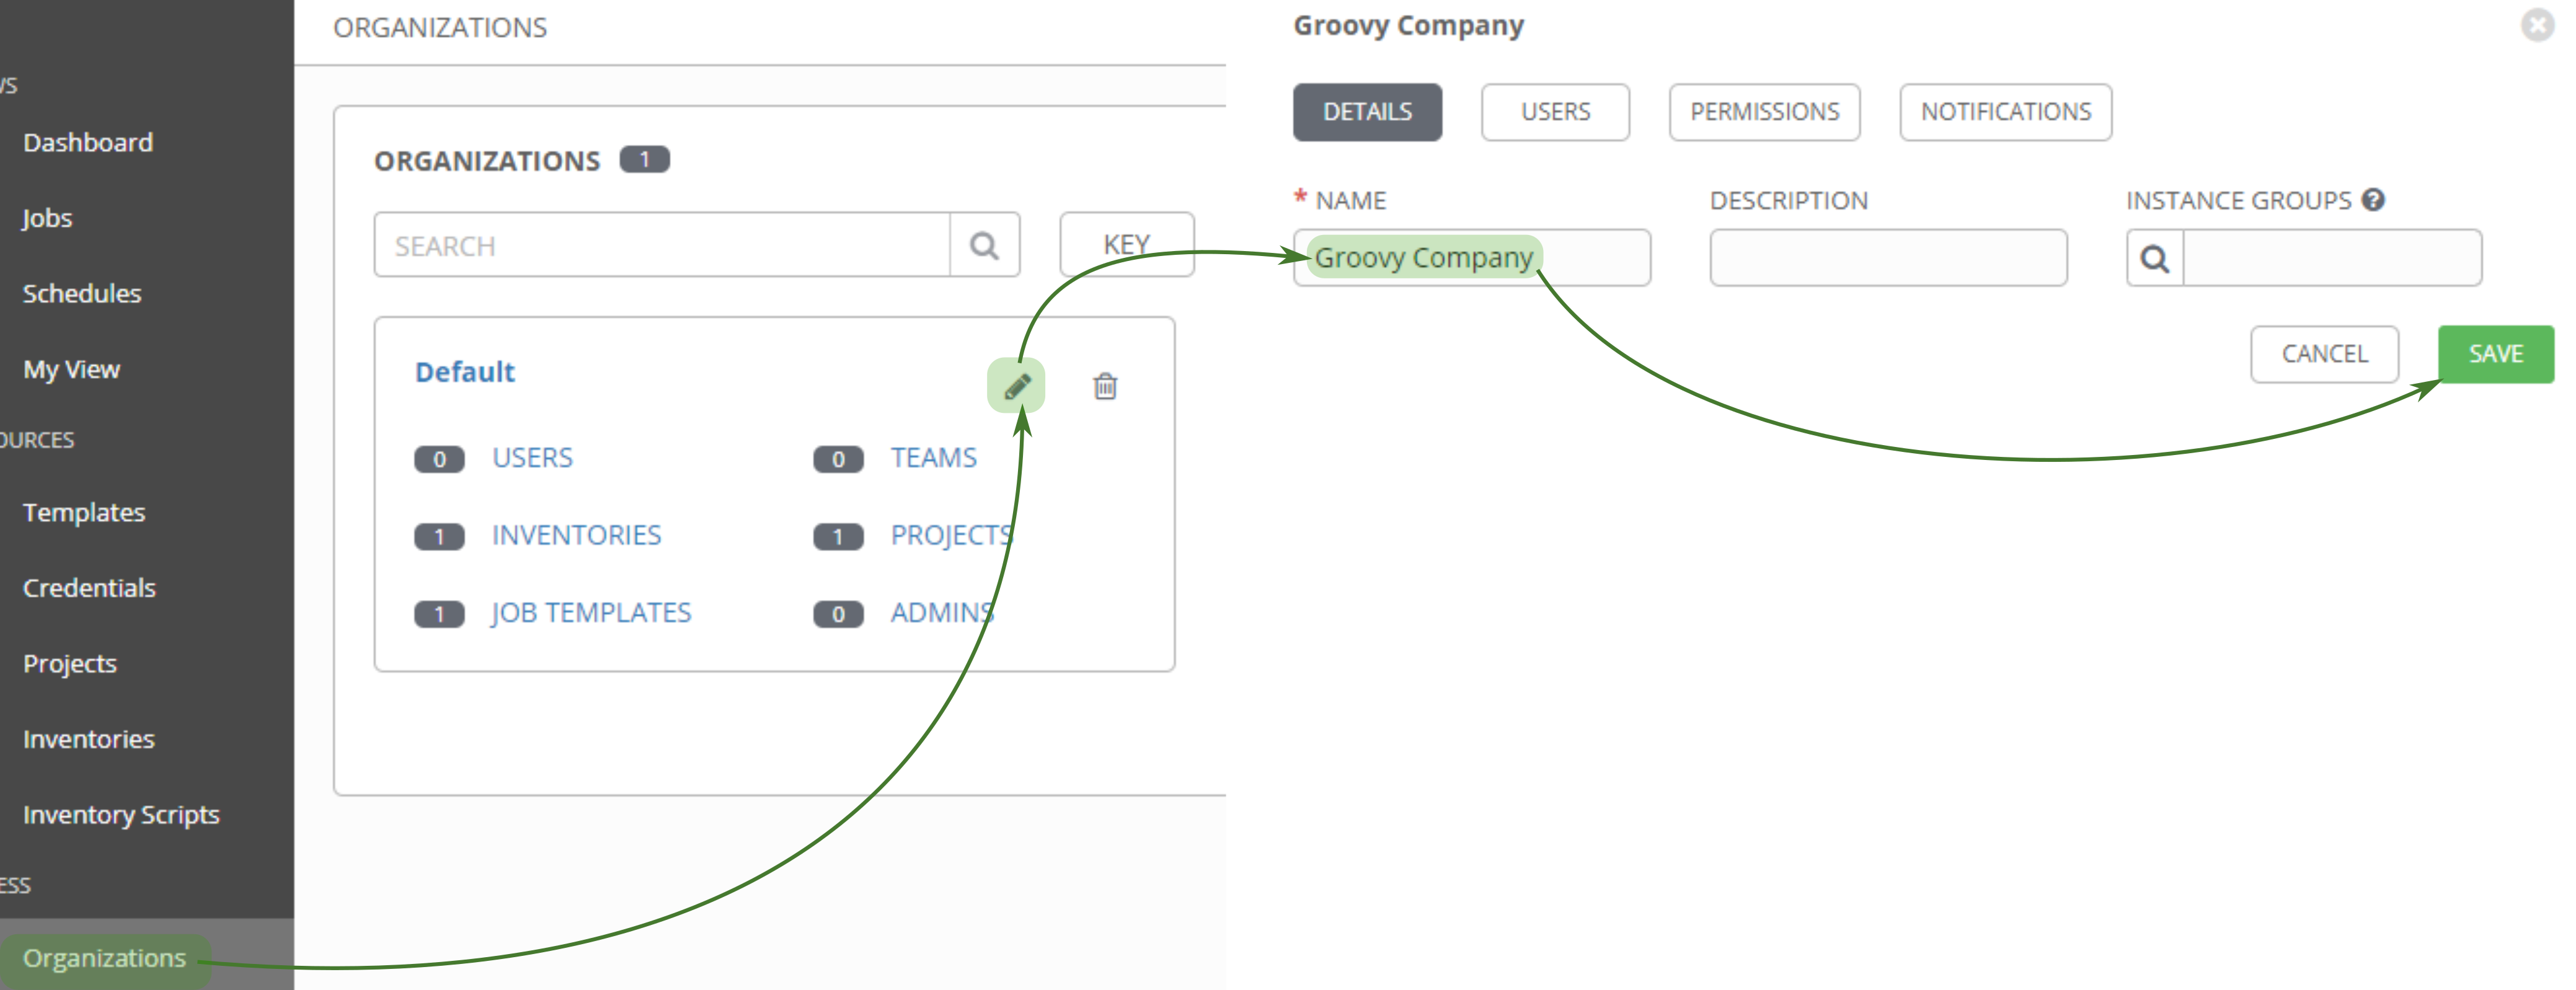 WS
Dashboard
Jobs
Schedules
My View
OURCES
Templates
Credentials
Projects
Inventories
Inventory Scripts
ESS
Organizations
ORGANIZATIONS
ORGANIZATIONS 1
SEARCH
KEY
Default
0 USERS 0 TEAMS
1 INVENTORIES 1 PROJECTS
1 JOB TEMPLATES 0 ADMINS
Groovy Company
DETAILS USERS PERMISSIONS NOTIFICATIONS
* NAME DESCRIPTION INSTANCE GROUPS ?
Groovy Company
CANCEL SAVE